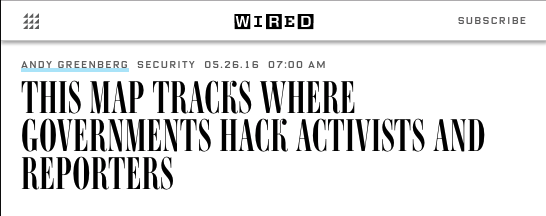 WIRED SUBSCRIBE
ANDY GREENBERG SECURITY 05.26.16 07:00 AM
THIS MAP TRACKS WHERE
GOVERNMENTS HACK ACTIVISTS AND
REPORTERS